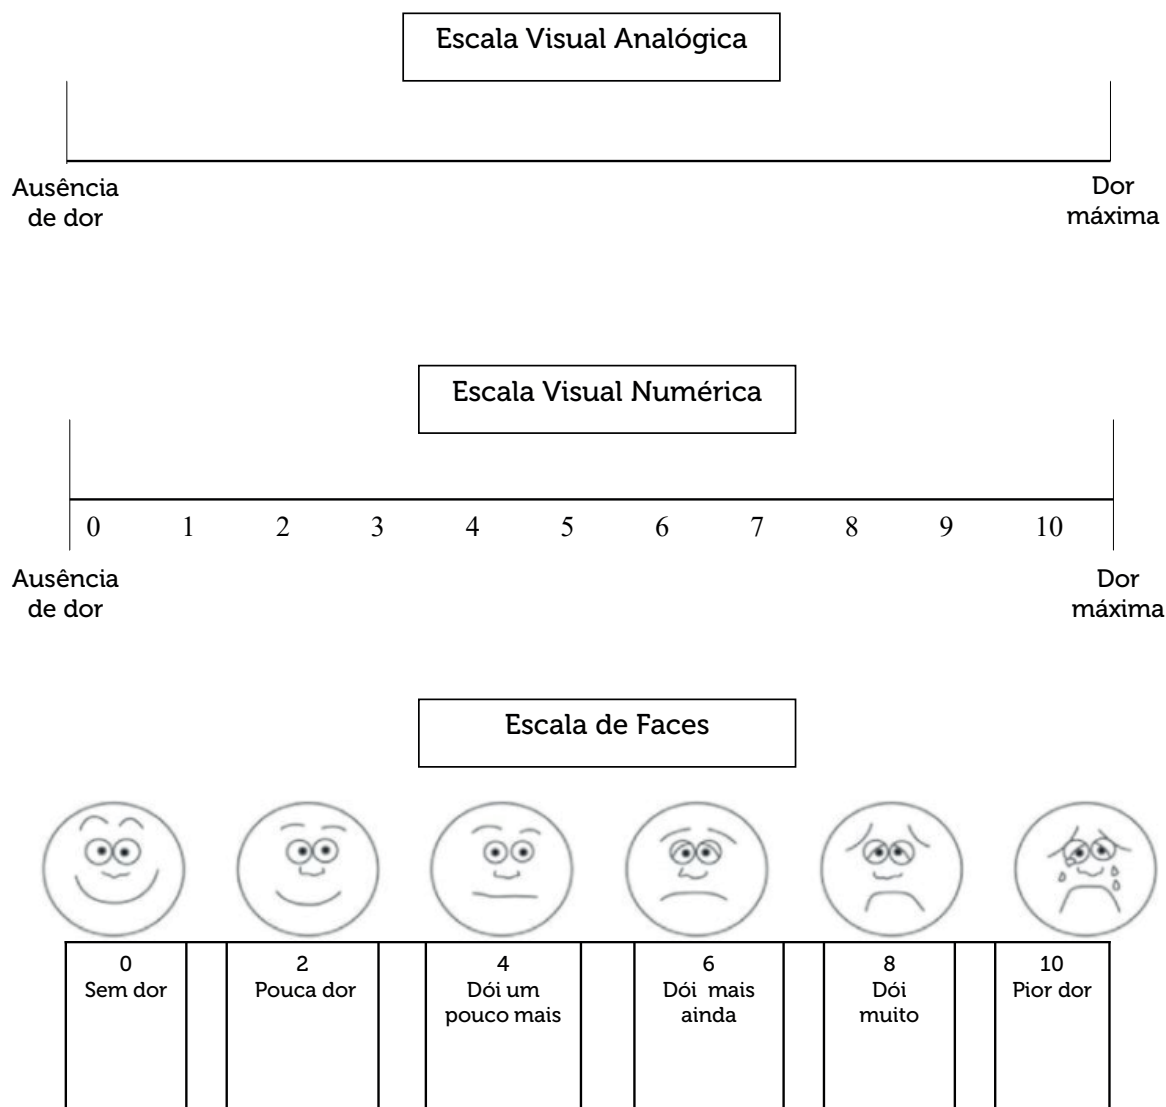 Escala Visual Analógica
Ausência
de dor
Dor
máxima
Escala Visual Numérica
0 1 2 3 4 5 6 7 8 9 10
Ausência
de dor
Dor
máxima
Escala de Faces
0
Sem dor
2
Pouca dor
4
Dói um
pouco mais
6
Dói mais
ainda
8
Dói
muito
10
Pior dor